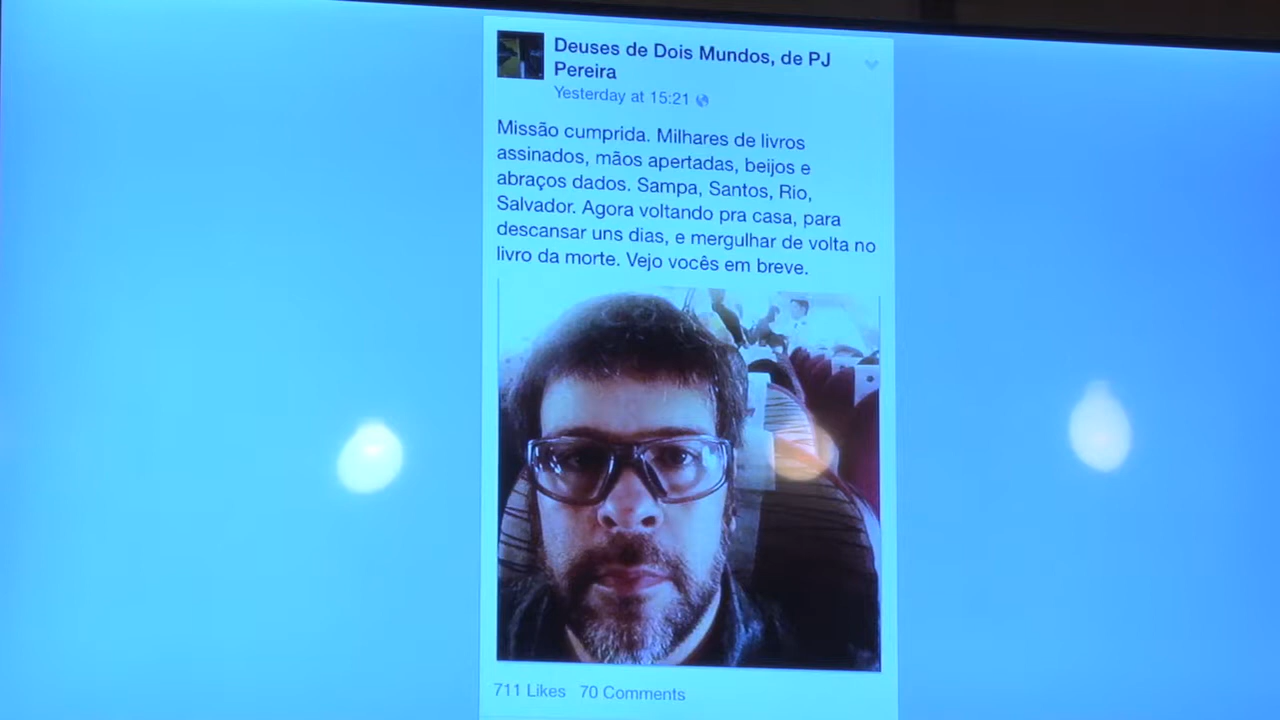 Deuses de Dois Mundos, de PJ
Pereira
Yesterday at 15:21
Missão cumprida. Milhares de livros
assinados, mãos apertadas, beijos e
abraços dados. Sampa, Santos, Rio,
Salvador. Agora voltando pra casa, para
descansar uns dias, e mergulhar de volta no
livro da morte. Vejo vocês em breve.
711 Likes 70 Comments